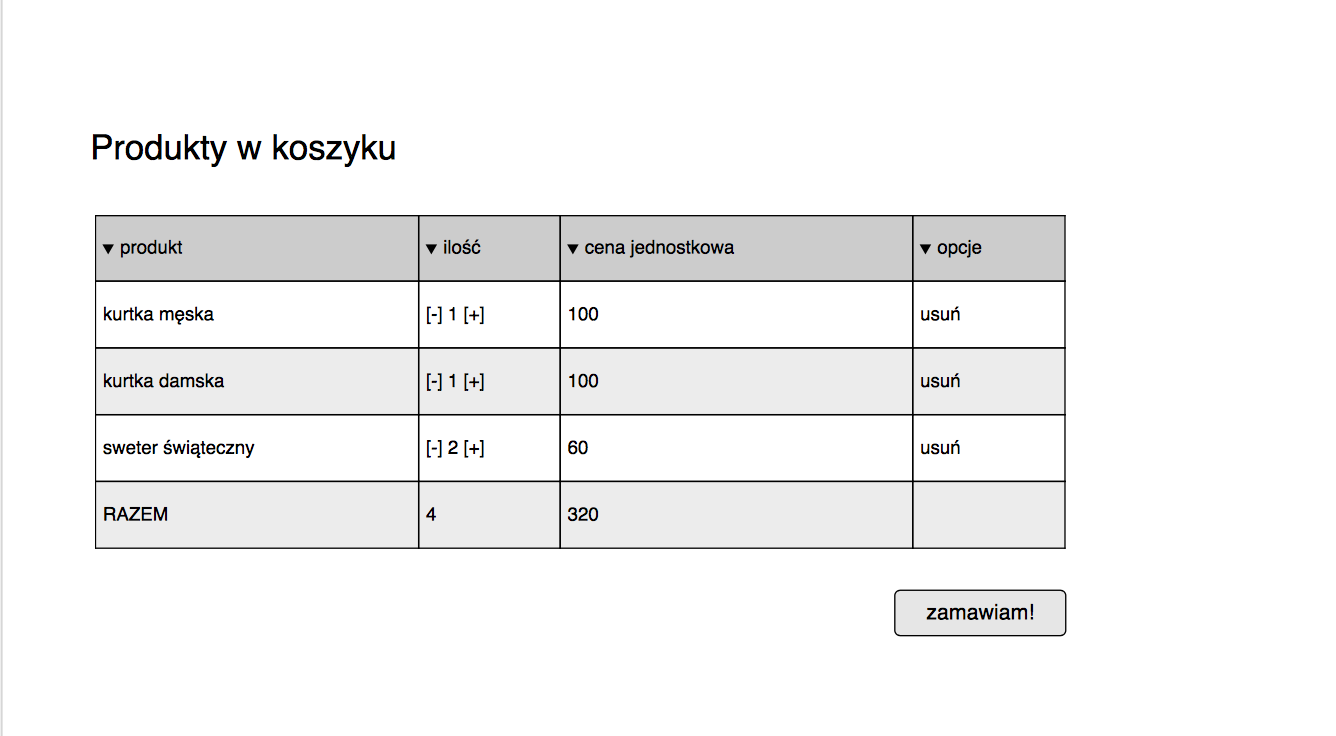 Produkty w koszyku
▼ produkt ▼ ilość ▼ cena jednostkowa ▼ opcje
kurtka męska [-] 1 [+] 100 usuń
kurtka damska [-] 1 [+] 100 usuń
sweter świąteczny [-] 2 [+] 60 usuń
RAZEM 4 320
zamawiam!